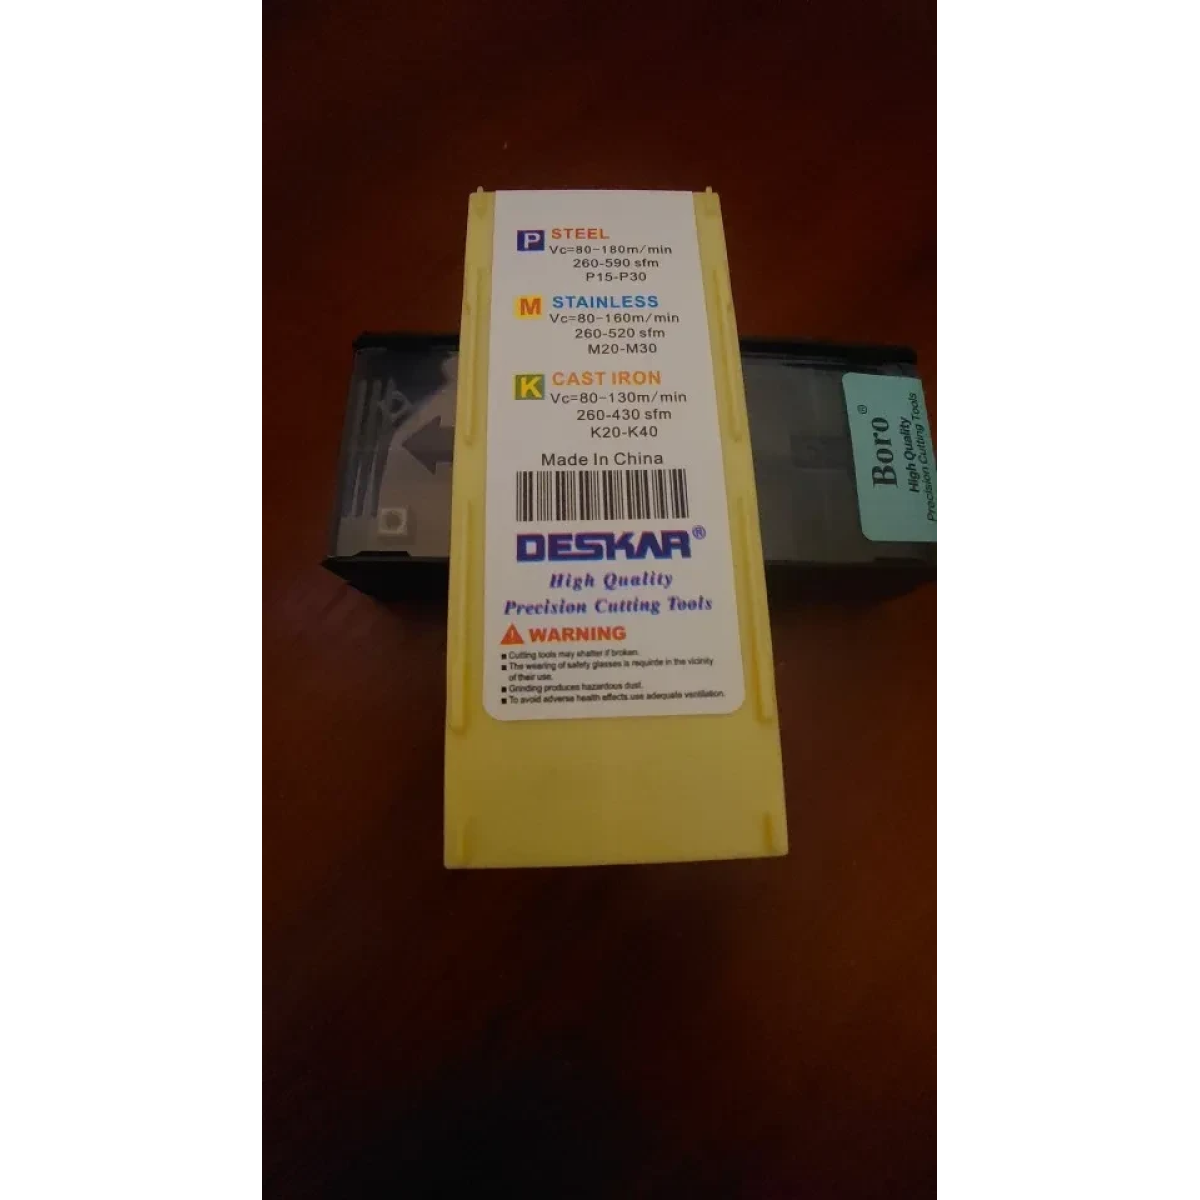 P STEEL
Vc=80-180m/min
260-590 sfm
P15-P30
M STAINLESS
Vc=80-160m/min
260-520 sfm
M20-M30
K CAST IRON
Vc=80-130m/min
260-430 sfm
K20-K40
Made In China
DESKAR®
High Quality
Precision Cutting Tools
WARNING
■ Cutting tools may shatter if broken.
■ The wearing of safety glasses is requirde in the vicinity
of their use.
■ Grinding produces hazardous dust.
■ To avoid adverse health effects use adequate ventilation.
Boro®
High Quality
Precision Cutting Tools